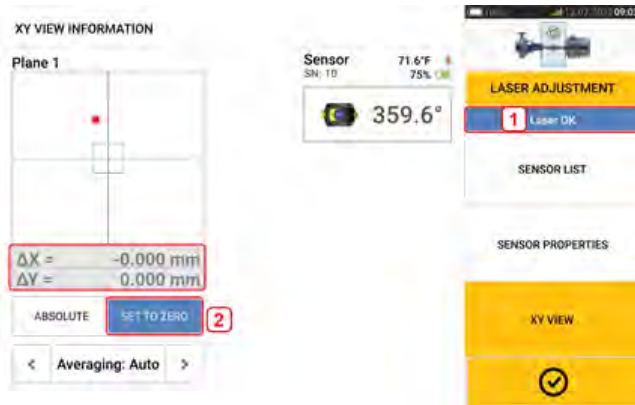 09:03
XY VIEW INFORMATION
Plane 1
Sensor 71.6°F
SN: 10 75%
359.6°
LASER ADJUSTMENT
1 Laser OK
SENSOR LIST
SENSOR PROPERTIES
ΔX = -0.000 mm
ΔY = 0.000 mm
ABSOLUTE SET TO ZERO 2
XY VIEW
< Averaging: Auto >